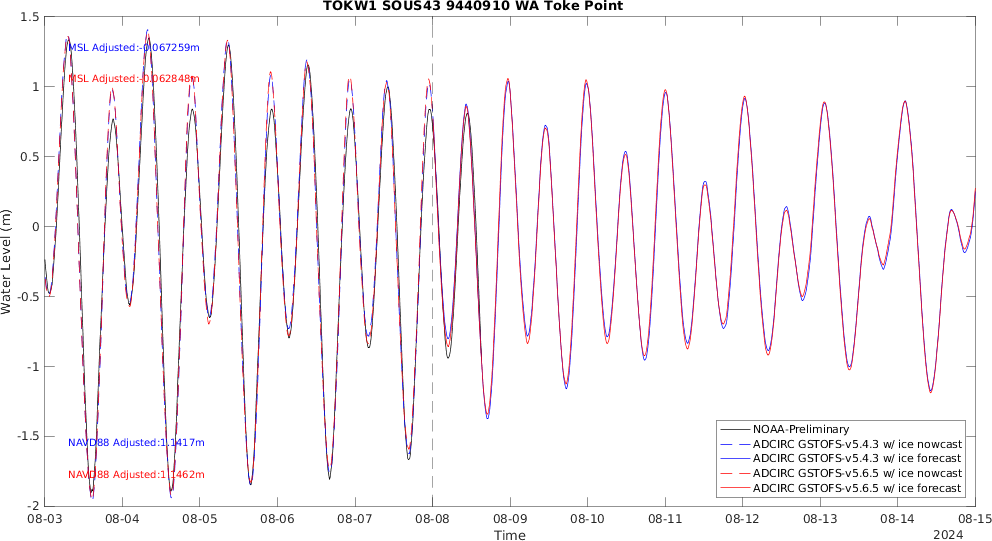 TOKW1 SOUS43 9440910 WA Toke Point
1.5
1
0.5
0
-0.5
-1
-1.5
-2
Water Level (m)
MSL Adjusted:-0.067259m
MSL Adjusted:-0.062848m
NAVD88 Adjusted:1.1417m
NAVD88 Adjusted:1.1462m
NOAA-Preliminary
ADCIRC GSTOFS-v5.4.3 w/ ice nowcast
ADCIRC GSTOFS-v5.4.3 w/ ice forecast
ADCIRC GSTOFS-v5.6.5 w/ ice nowcast
ADCIRC GSTOFS-v5.6.5 w/ ice forecast
08-03 08-04 08-05 08-06 08-07 08-08 08-09 08-10 08-11 08-12 08-13 08-14 08-15
Time
2024